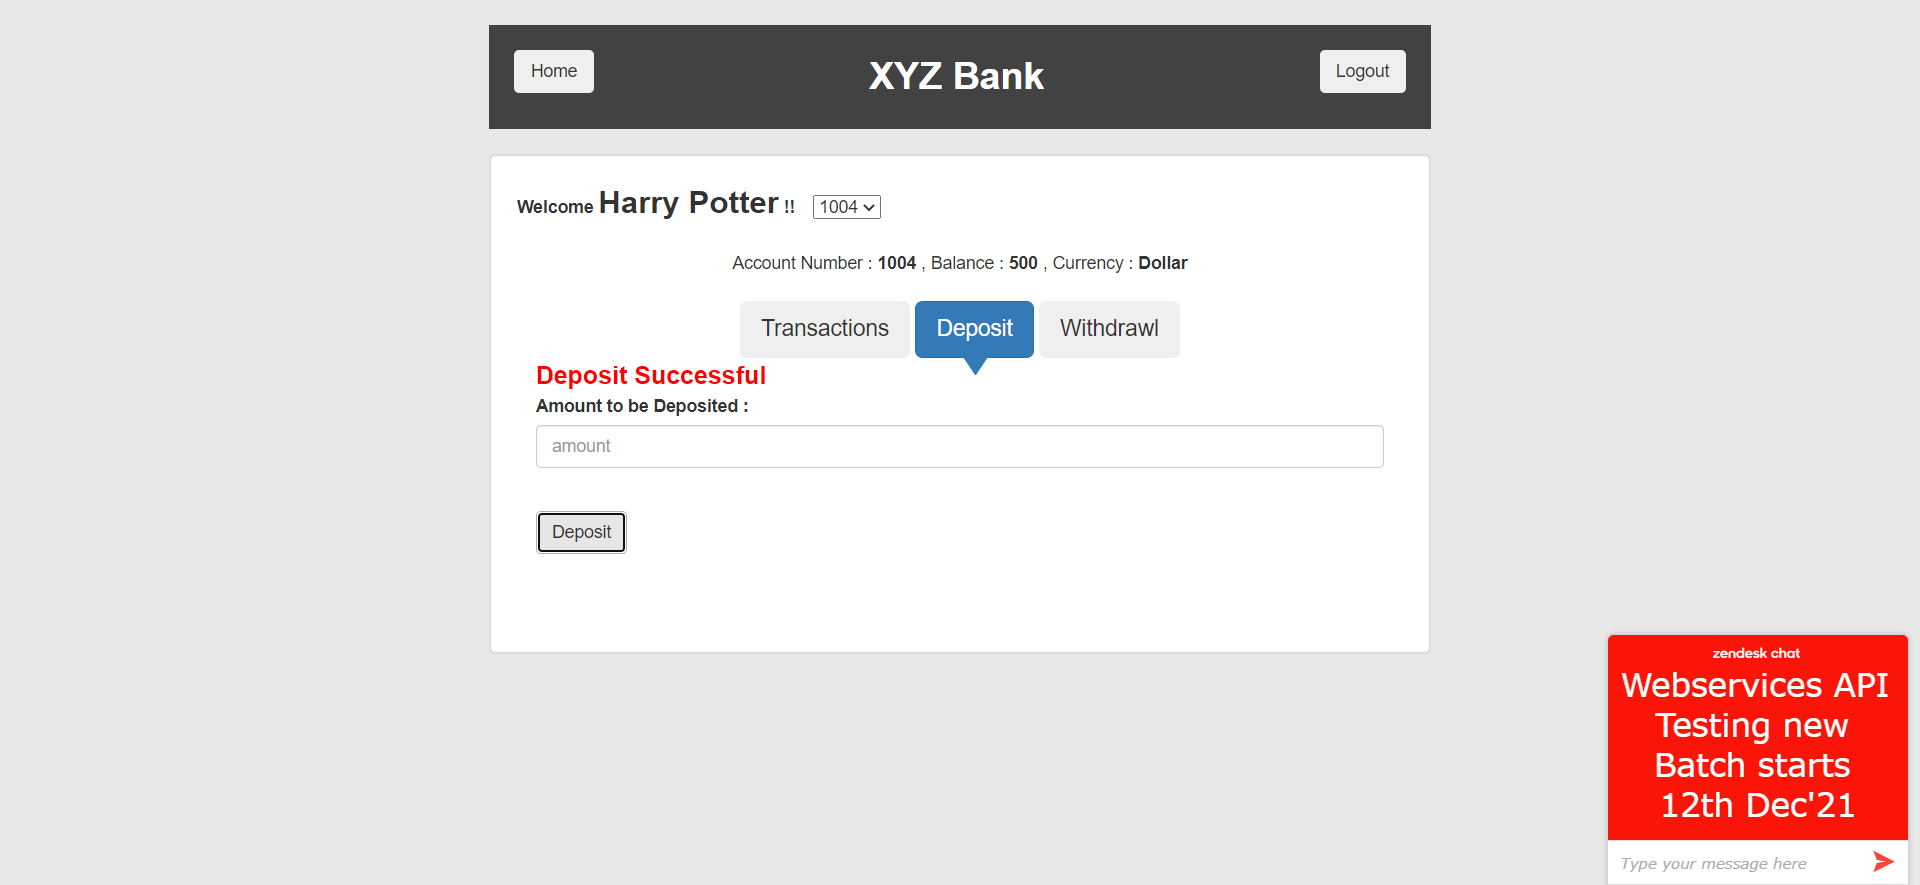 Home
XYZ Bank
Logout
Welcome Harry Potter !! 1004
Account Number : 1004 , Balance : 500 , Currency : Dollar
Transactions
Deposit
Withdrawl
Deposit Successful
Amount to be Deposited :
amount
Deposit
zendesk chat
Webservices API
Testing new
Batch starts
12th Dec'21
Type your message here